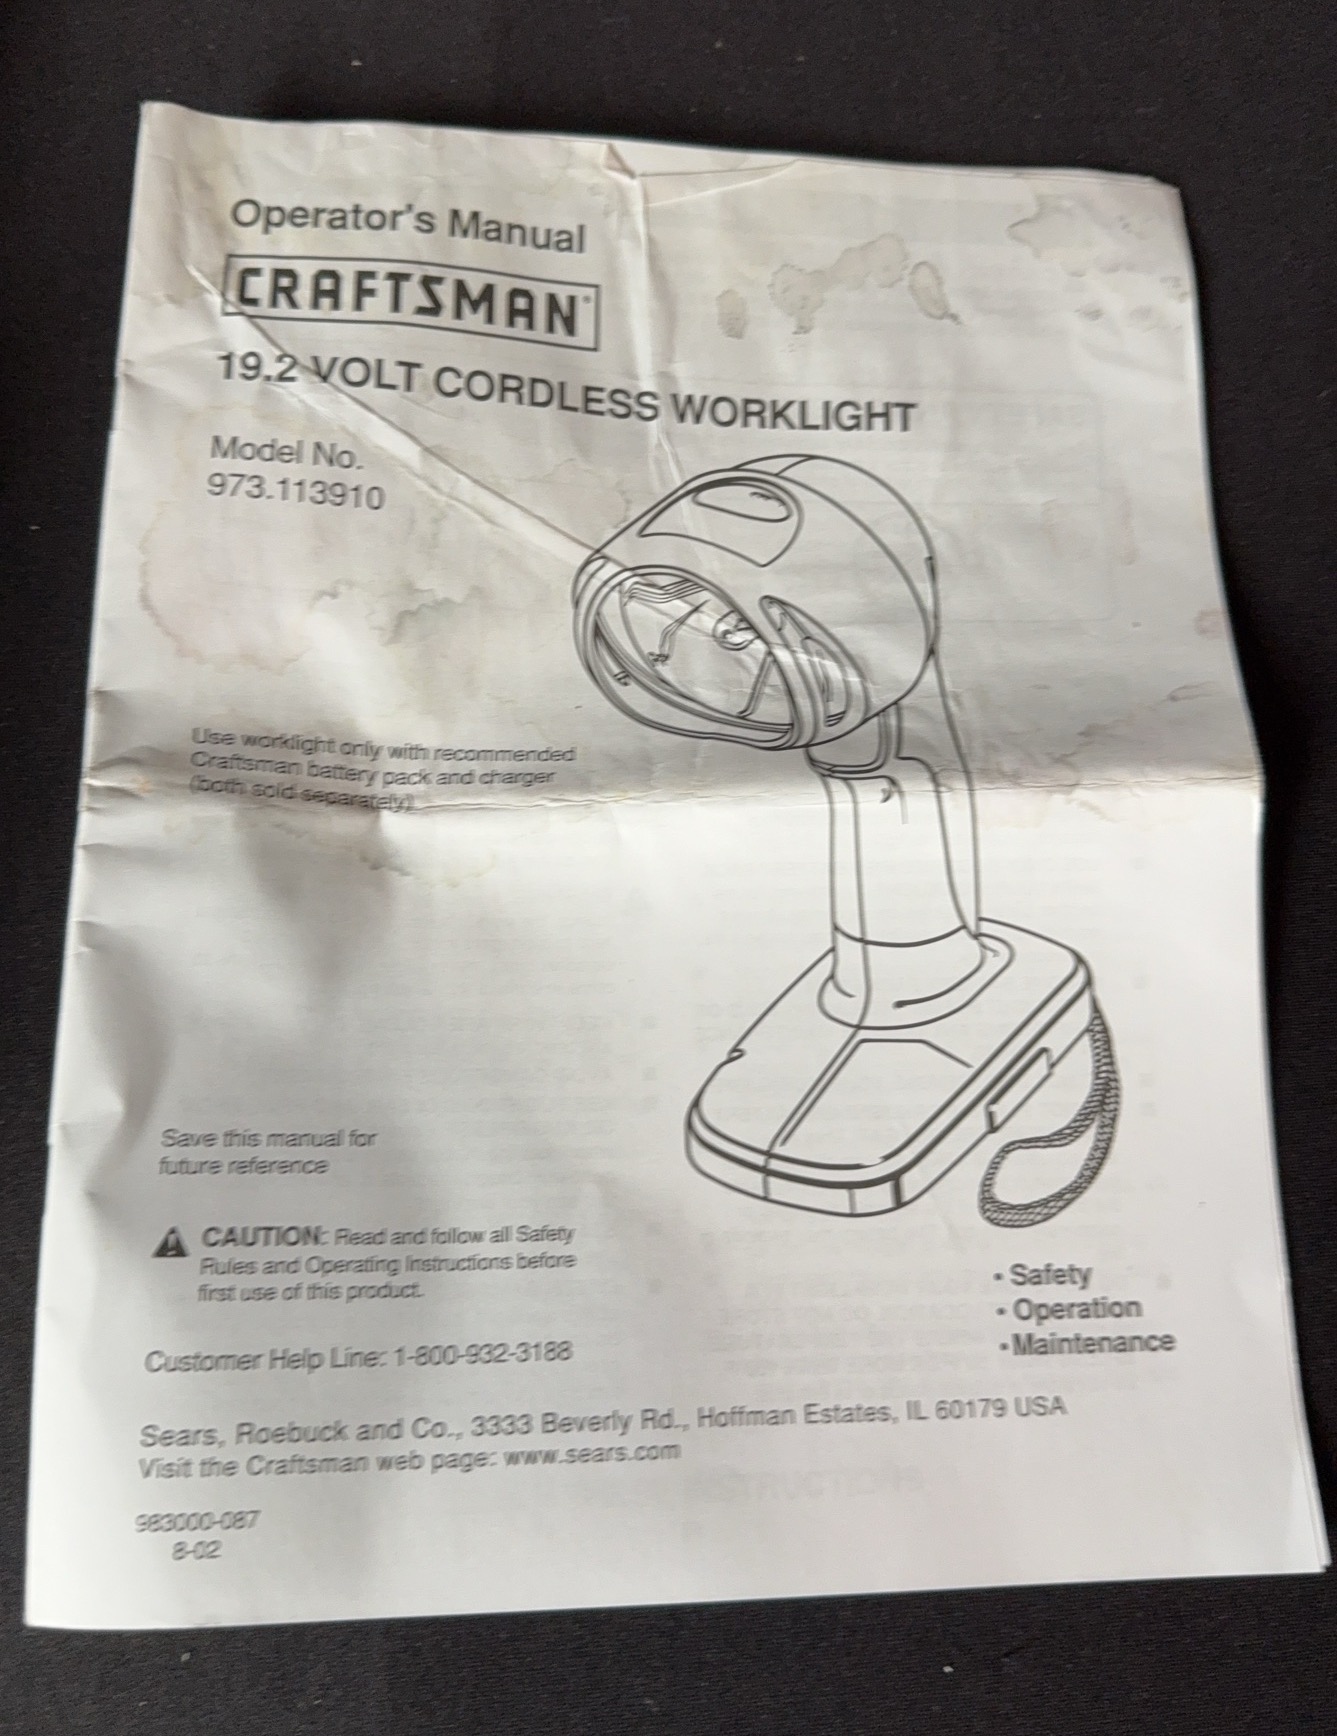 Operator's Manual
CRAFTSMAN®
19.2 VOLT CORDLESS WORKLIGHT
Model No.
973.113910
Use worklight only with recommended
Craftsman battery pack and charger
(both sold separately)
Save this manual for
future reference
CAUTION: Read and follow all Safety
Rules and Operating Instructions before
first use of this product.
Customer Help Line: 1-800-932-3188
• Safety
• Operation
• Maintenance
Sears, Roebuck and Co., 3333 Beverly Rd., Hoffman Estates, IL 60179 USA
Visit the Craftsman web page: www.sears.com
983000-087
8-02